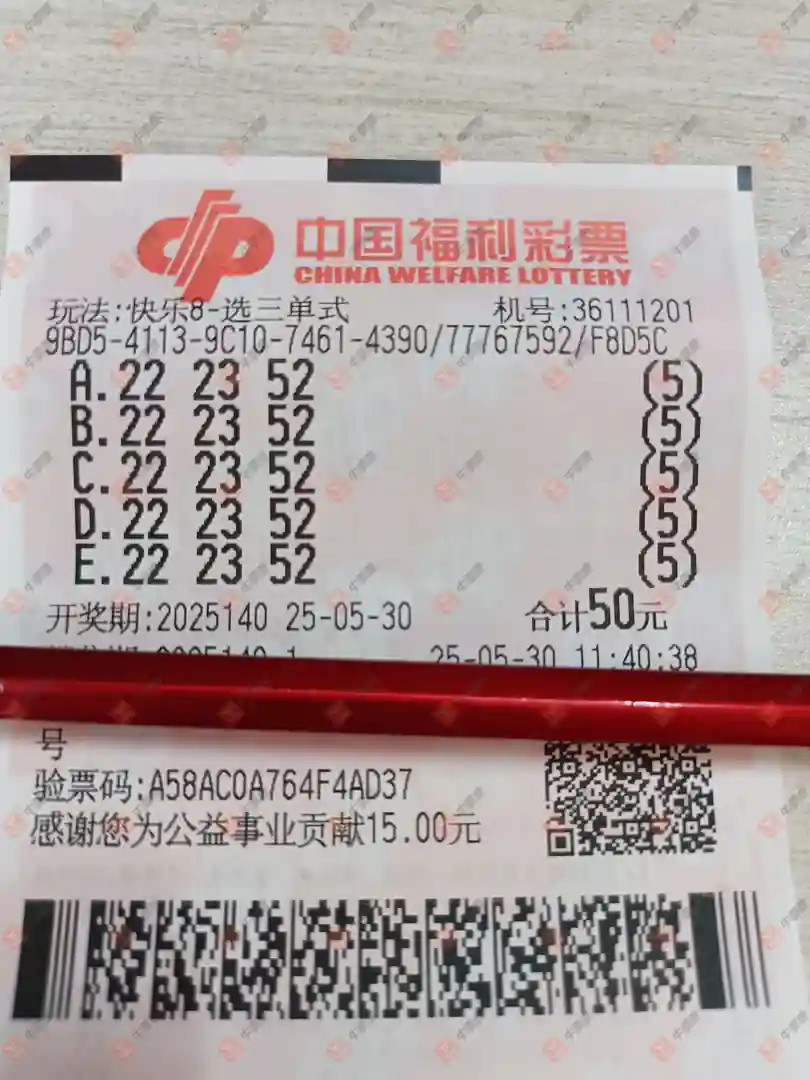 中国福利彩票
CHINA WELFARE LOTTERY
玩法:快乐8-选三单式 机号:36111201
9BD5-4113-9C10-7461-4390/77767592/F8D5C
A.22 23 52 (5)
B.22 23 52 (5)
C.22 23 52 (5)
D.22 23 52 (5)
E.22 23 52 (5)
开奖期:2025140 25-05-30 合计50元
25-05-30 11:40:38
号
验票码:A58AC0A764F4AD37
感谢您为公益事业贡献15.00元